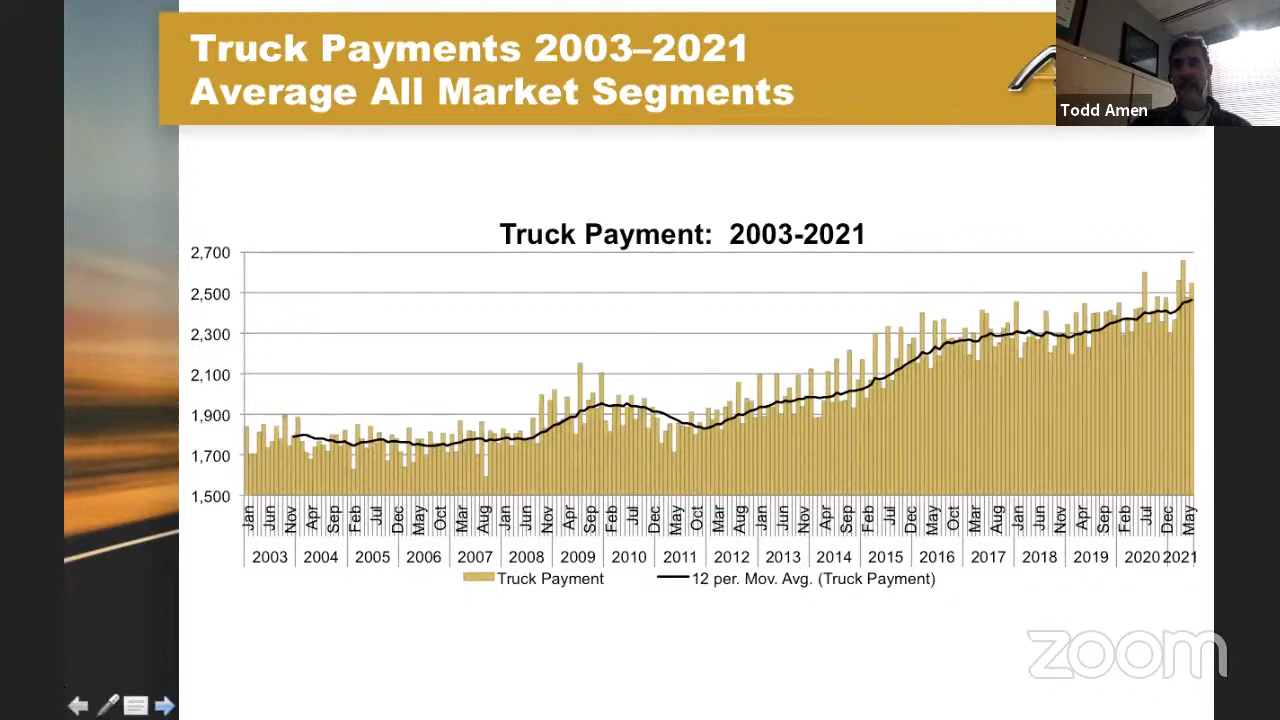 Truck Payments 2003–2021
Average All Market Segments
Todd Amen
Truck Payment: 2003-2021
2,700
2,500
2,300
2,100
1,900
1,700
1,500
Jan Jun Nov Apr Sep Feb Jul Dec May Oct Mar Aug Jan Jun Nov Apr Sep Feb Jul Dec May Oct Mar Aug Jan Jun Nov Apr Sep Feb Jul Dec May Oct Mar Aug Jan Jun Nov Apr Sep Feb Jul Dec May
2003 2004 2005 2006 2007 2008 2009 2010 2011 2012 2013 2014 2015 2016 2017 2018 2019 2020 2021
Truck Payment 12 per. Mov. Avg. (Truck Payment)
zoom